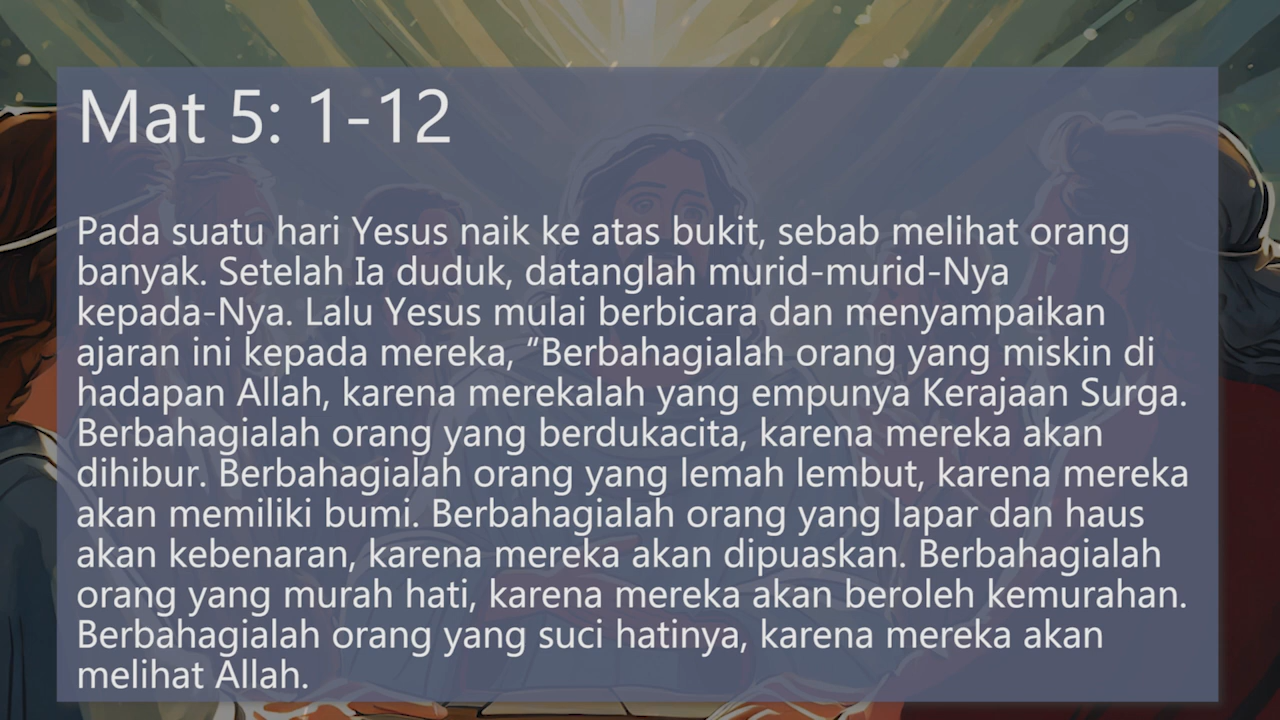 Mat 5: 1-12
Pada suatu hari Yesus naik ke atas bukit, sebab melihat orang
banyak. Setelah Ia duduk, datanglah murid-murid-Nya
kepada-Nya. Lalu Yesus mulai berbicara dan menyampaikan
ajaran ini kepada mereka, “Berbahagialah orang yang miskin di
hadapan Allah, karena merekalah yang empunya Kerajaan Surga.
Berbahagialah orang yang berdukacita, karena mereka akan
dihibur. Berbahagialah orang yang lemah lembut, karena mereka
akan memiliki bumi. Berbahagialah orang yang lapar dan haus
akan kebenaran, karena mereka akan dipuaskan. Berbahagialah
orang yang murah hati, karena mereka akan beroleh kemurahan.
Berbahagialah orang yang suci hatinya, karena mereka akan
melihat Allah.